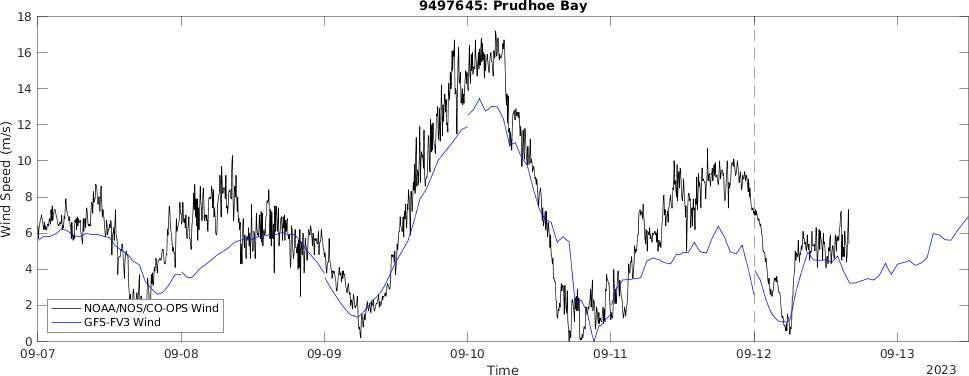 9497645: Prudhoe Bay
18
16
14
12
10
8
6
4
2
0
Wind Speed (m/s)
NOAA/NOS/CO-OPS Wind
GFS-FV3 Wind
09-07 09-08 09-09 09-10 09-11 09-12 09-13
Time
2023